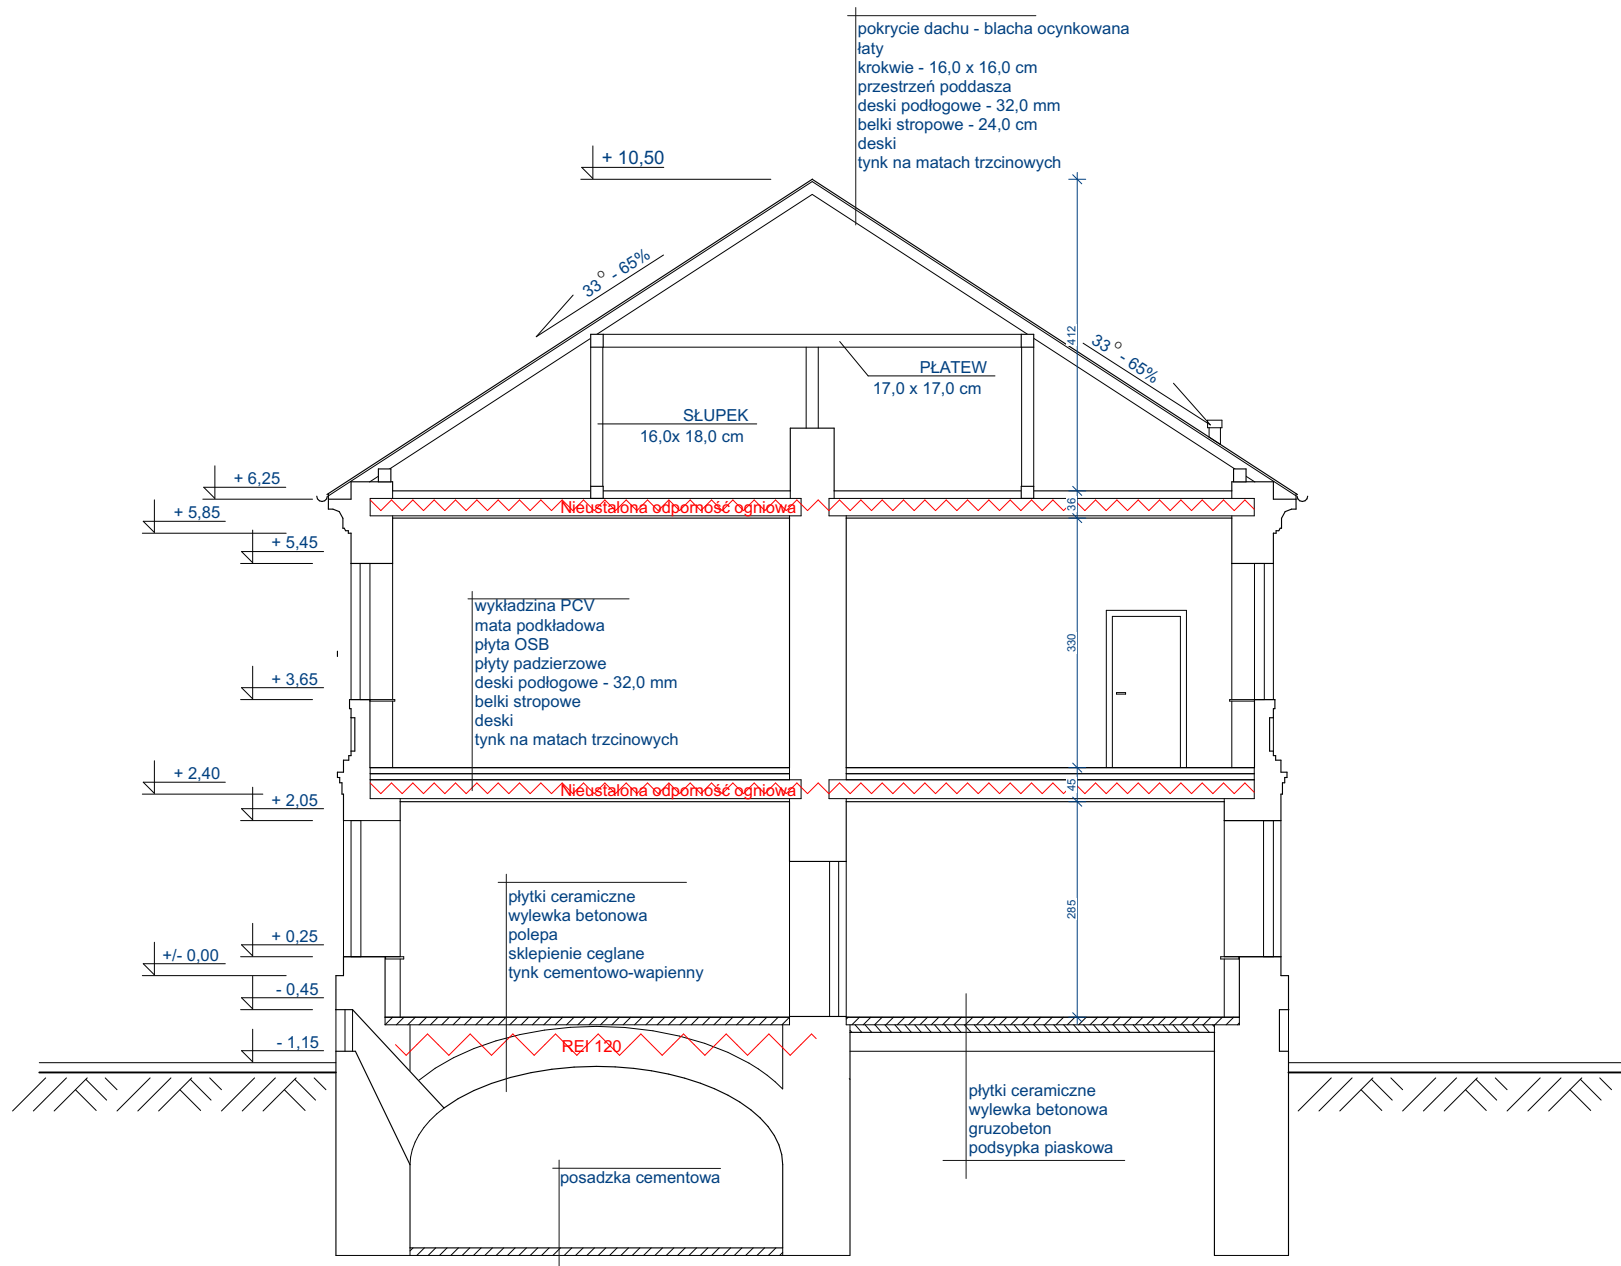 pokrycie dachu - blacha ocynkowana
łaty
krokwie - 16,0 x 16,0 cm
przestrzeń poddasza
deski podłogowe - 32,0 mm
belki stropowe - 24,0 cm
deski
tynk na matach trzcinowych
+ 10,50
33° - 65%
412
33° - 65%
PŁATEW
17,0 x 17,0 cm
SŁUPEK
16,0x 18,0 cm
+ 6,25
+ 5,85
+ 5,45
Nieustalona odporność ogniowa
36
wykładzina PCV
mata podkładowa
płyta OSB
płyty padzierzowe
deski podłogowe - 32,0 mm
belki stropowe
deski
tynk na matach trzcinowych
330
+ 3,65
+ 2,40
+ 2,05
Nieustalona odporność ogniowa
45
płytki ceramiczne
wylewka betonowa
polepa
sklepienie ceglane
tynk cementowo-wapienny
285
+ 0,25
+/- 0,00
- 0,45
- 1,15
REI 120
płytki ceramiczne
wylewka betonowa
gruzobeton
podsypka piaskowa
posadzka cementowa